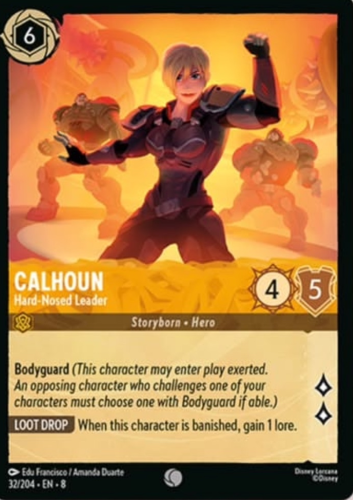 6
CALHOUN
Hard-Nosed Leader
4
5
Storyborn • Hero
Bodyguard (This character may enter play exerted.
An opposing character who challenges one of your
characters must choose one with Bodyguard if able.)
LOOT DROP When this character is banished, gain 1 lore.
Edu Francisco / Amanda Duarte
32/204 • EN • 8
Disney Lorcana
©Disney